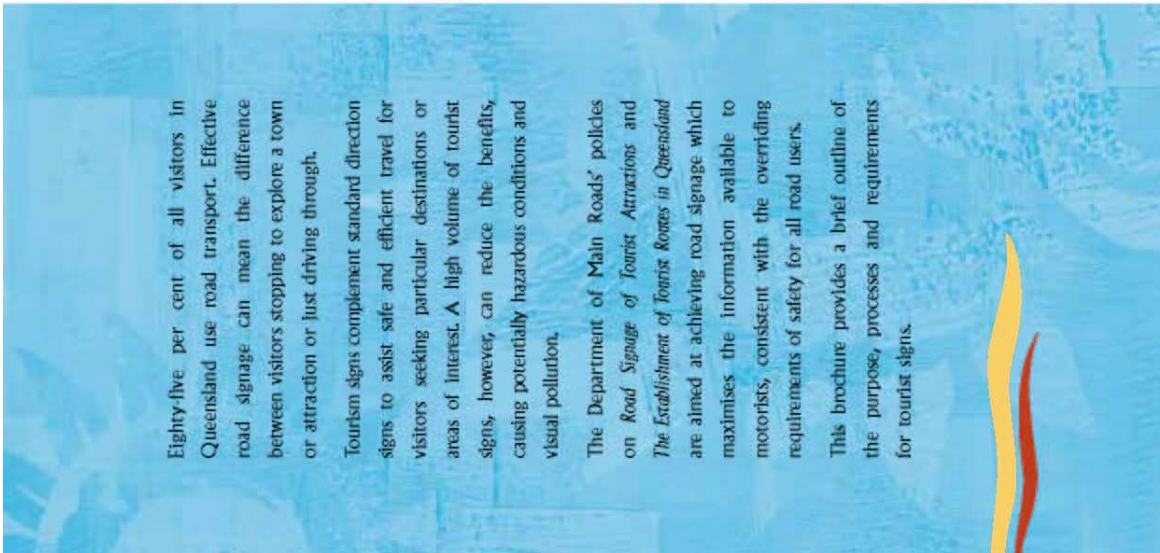 Eighty-five per cent of all visitors in
Queensland use road transport. Effective
road signage can mean the difference
between visitors stopping to explore a town
or attraction or just driving through.
Tourism signs complement standard direction
signs to assist safe and efficient travel for
visitors seeking particular destinations or
areas of interest. A high volume of tourist
signs, however, can reduce the benefits,
causing potentially hazardous conditions and
visual pollution.
The Department of Main Roads' policies
on Road Signage of Tourist Attractions and
The Establishment of Tourist Routes in Queensland
are aimed at achieving road signage which
maximises the information available to
motorists, consistent with the overriding
requirements of safety for all road users.
This brochure provides a brief outline of
the purpose, processes and requirements
for tourist signs.